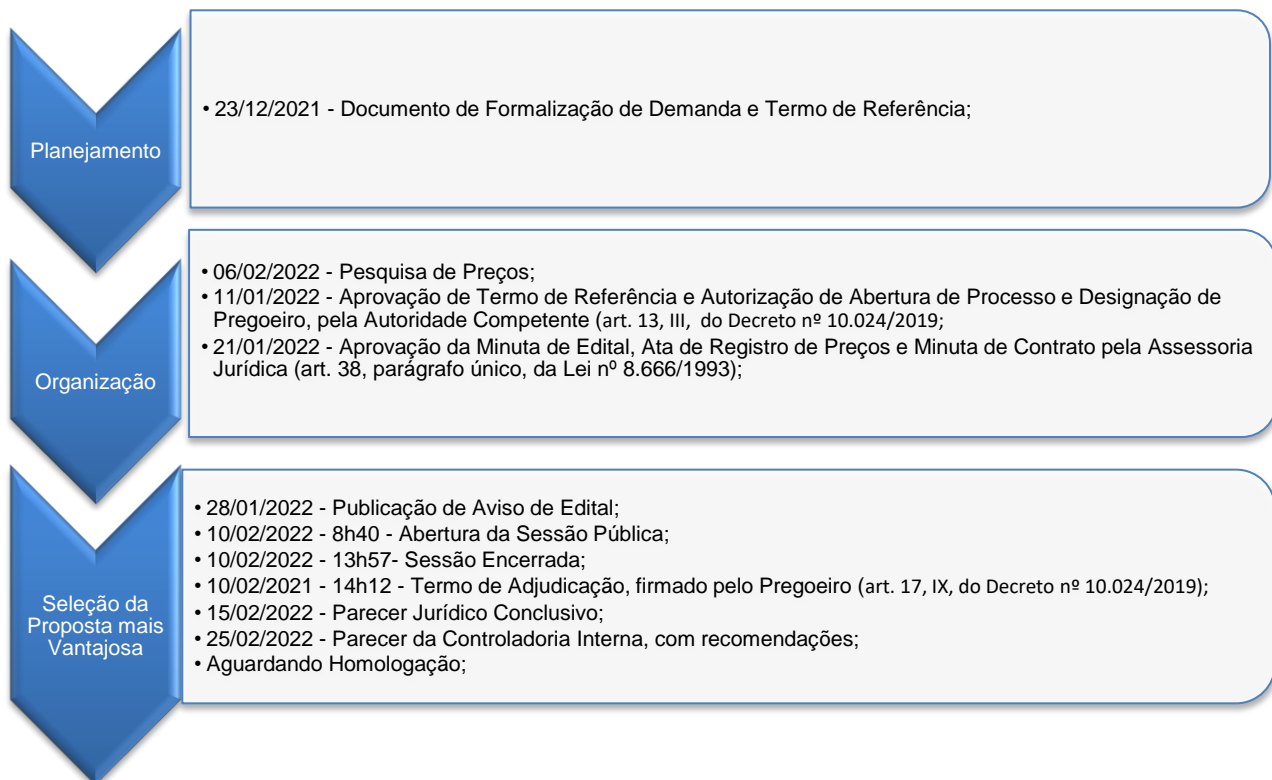 Planejamento
• 23/12/2021 - Documento de Formalização de Demanda e Termo de Referência;
Organização
• 06/02/2022 - Pesquisa de Preços;
• 11/01/2022 - Aprovação de Termo de Referência e Autorização de Abertura de Processo e Designação de
Pregoeiro, pela Autoridade Competente (art. 13, III, do Decreto nº 10.024/2019;
• 21/01/2022 - Aprovação da Minuta de Edital, Ata de Registro de Preços e Minuta de Contrato pela Assessoria
Jurídica (art. 38, parágrafo único, da Lei nº 8.666/1993);
Seleção da
Proposta mais
Vantajosa
• 28/01/2022 - Publicação de Aviso de Edital;
• 10/02/2022 - 8h40 - Abertura da Sessão Pública;
• 10/02/2022 - 13h57- Sessão Encerrada;
• 10/02/2021 - 14h12 - Termo de Adjudicação, firmado pelo Pregoeiro (art. 17, IX, do Decreto nº 10.024/2019);
• 15/02/2022 - Parecer Jurídico Conclusivo;
• 25/02/2022 - Parecer da Controladoria Interna, com recomendações;
• Aguardando Homologação;